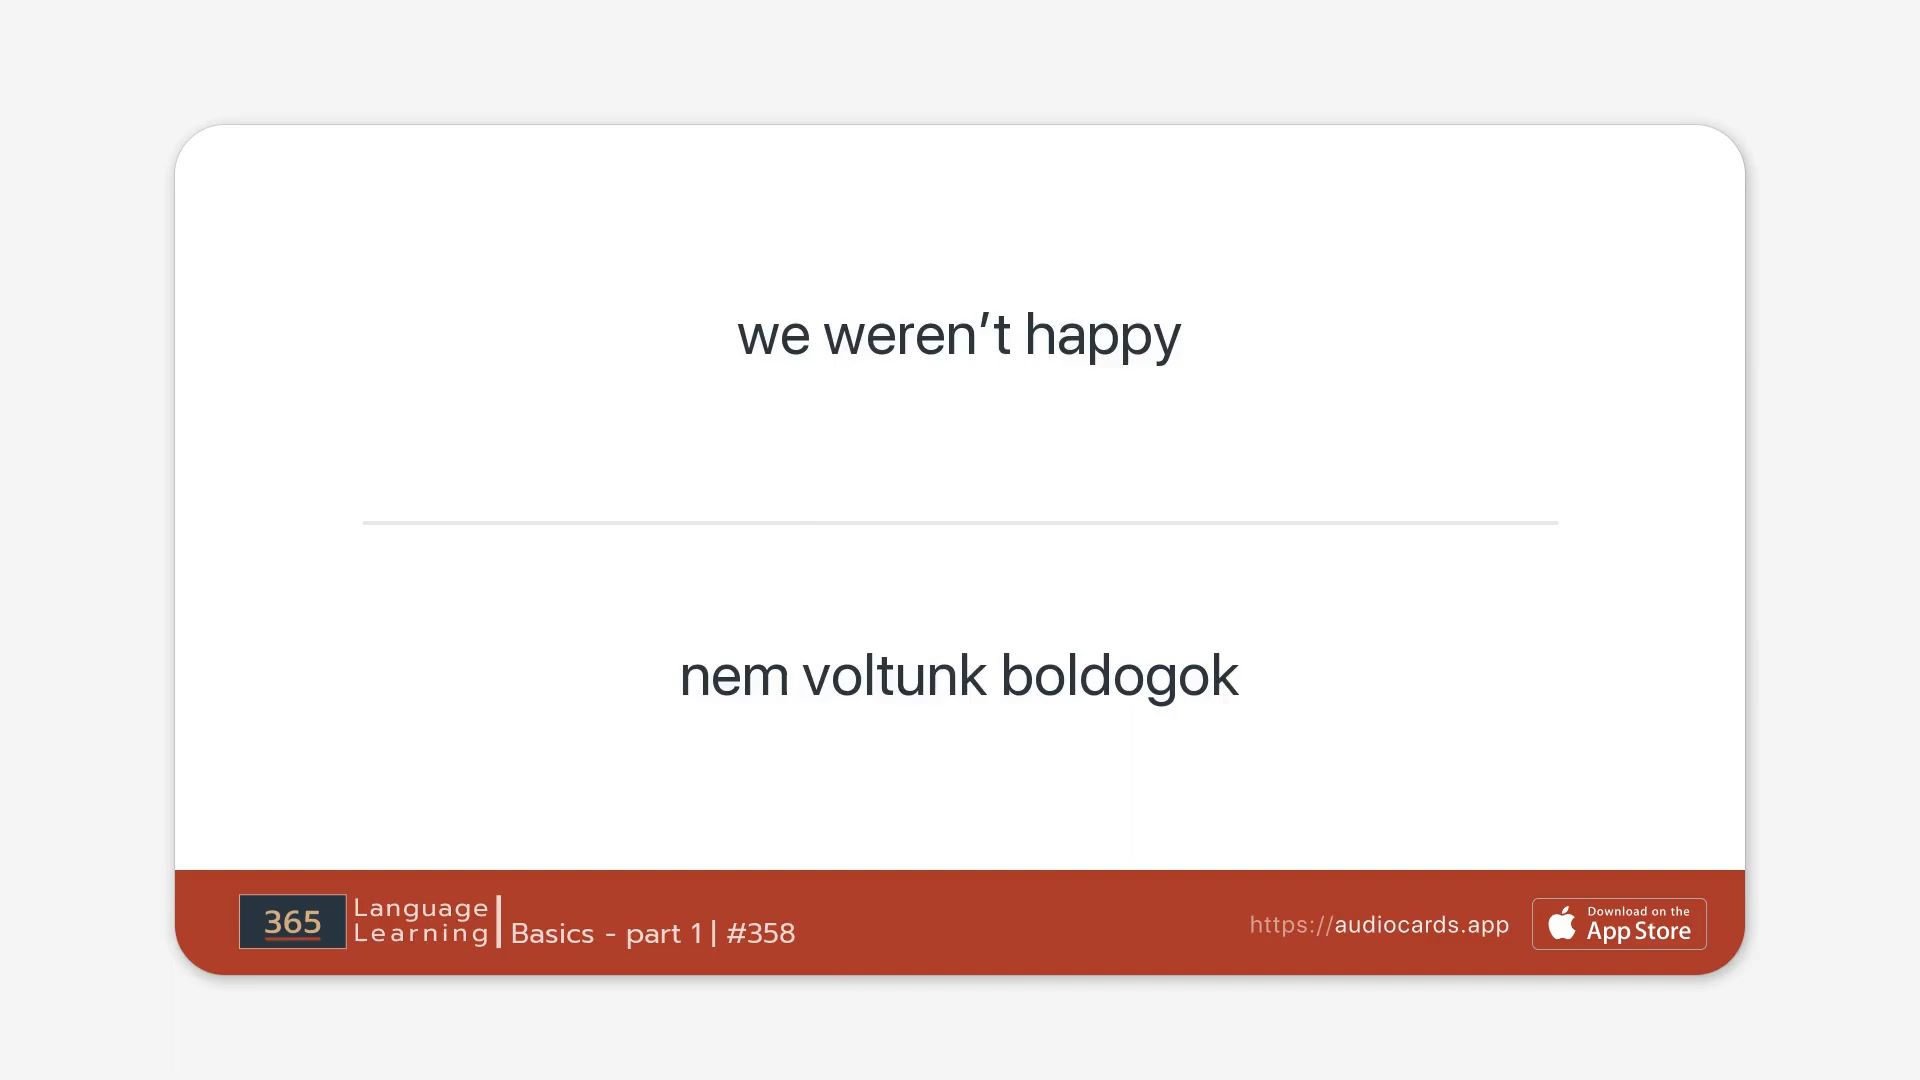 we weren't happy
nem voltunk boldogok
365
Language
Learning
Basics - part 1 | #358
https://audiocards.app
Download on the
App Store